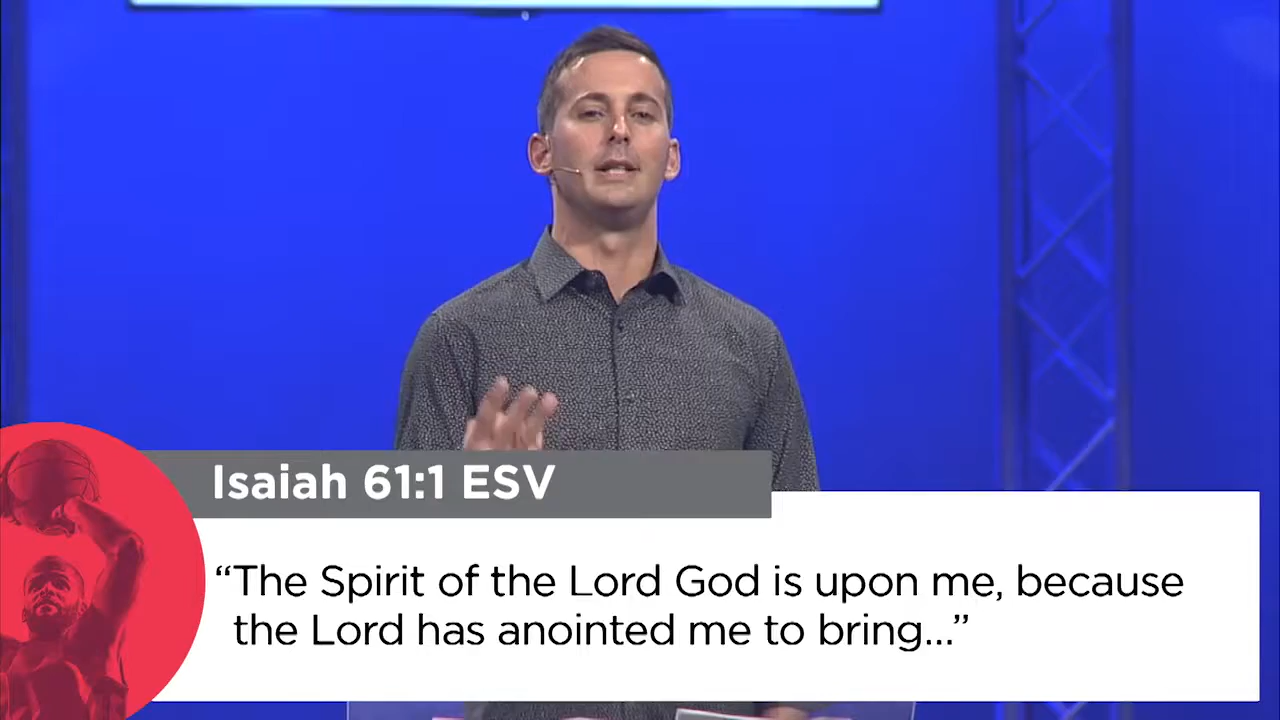 Isaiah 61:1 ESV
“The Spirit of the Lord God is upon me, because
the Lord has anointed me to bring...”